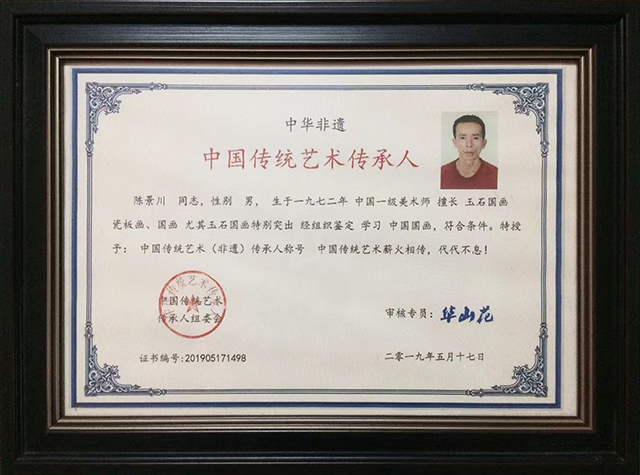 中华非遗
中国传统艺术传承人
陈景川 同志，性别 男， 生于一九七二年 中国一级美术师 擅长 玉石国画
瓷板画、国画 尤其玉石国画特别突出 经组织鉴定 学习 中国国画，符合条件。特授
予： 中国传统艺术（非遗）传承人称号 中国传统艺术薪火相传，代代不息！
国传统艺术
传承人组委会
审核专员：华山花
证书编号：201905171498
二零一九年五月十七日